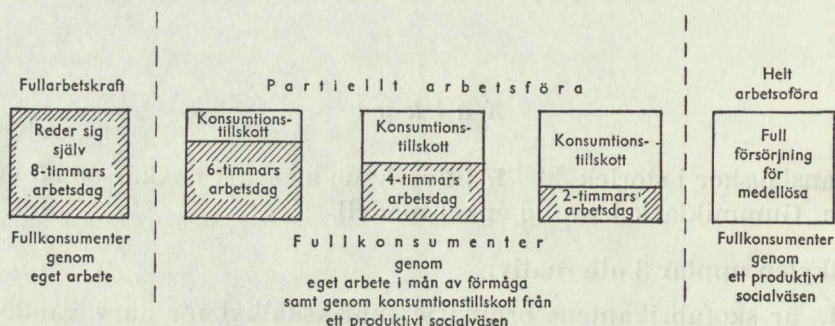 Fullarbetskraft
Reder sig
själv
8-timmars
arbetsdag
Fullkonsumenter
genom
eget arbete
Partiellt arbetsföra
Konsumtions-
tillskott
6-timmars
arbetsdag
Konsumtions-
tillskott
4-timmars
arbetsdag
Konsumtions-
tillskott
2-timmars
arbetsdag
Fullkonsumenter
genom
eget arbete i mån av förmåga
samt genom konsumtionstillskott från
ett produktivt socialväsen
Helt
arbetsoföra
Full
försörjning
för
medellösa
Fullkonsumenter
genom
ett produktivt
socialväsen